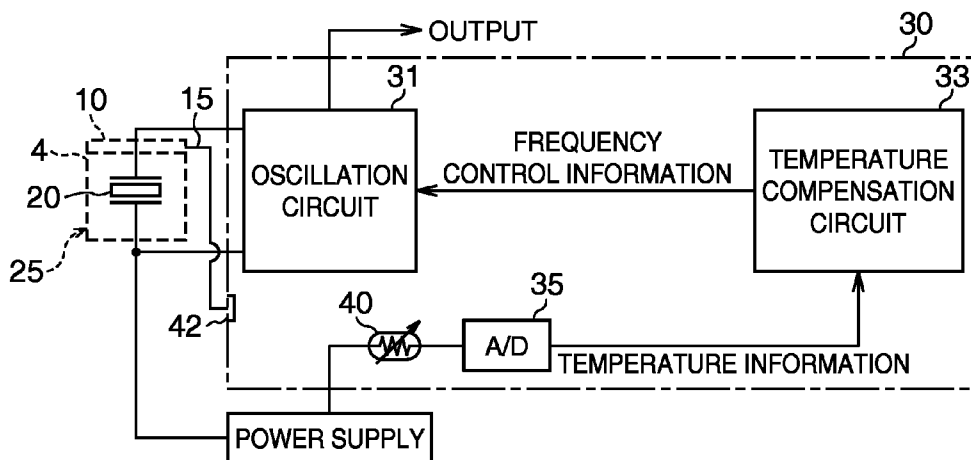 OUTPUT
30
31
33
10
15
4
20
25
OSCILLATION
CIRCUIT
FREQUENCY
CONTROL INFORMATION
TEMPERATURE
COMPENSATION
CIRCUIT
42
40
35
A/D
TEMPERATURE INFORMATION
POWER SUPPLY